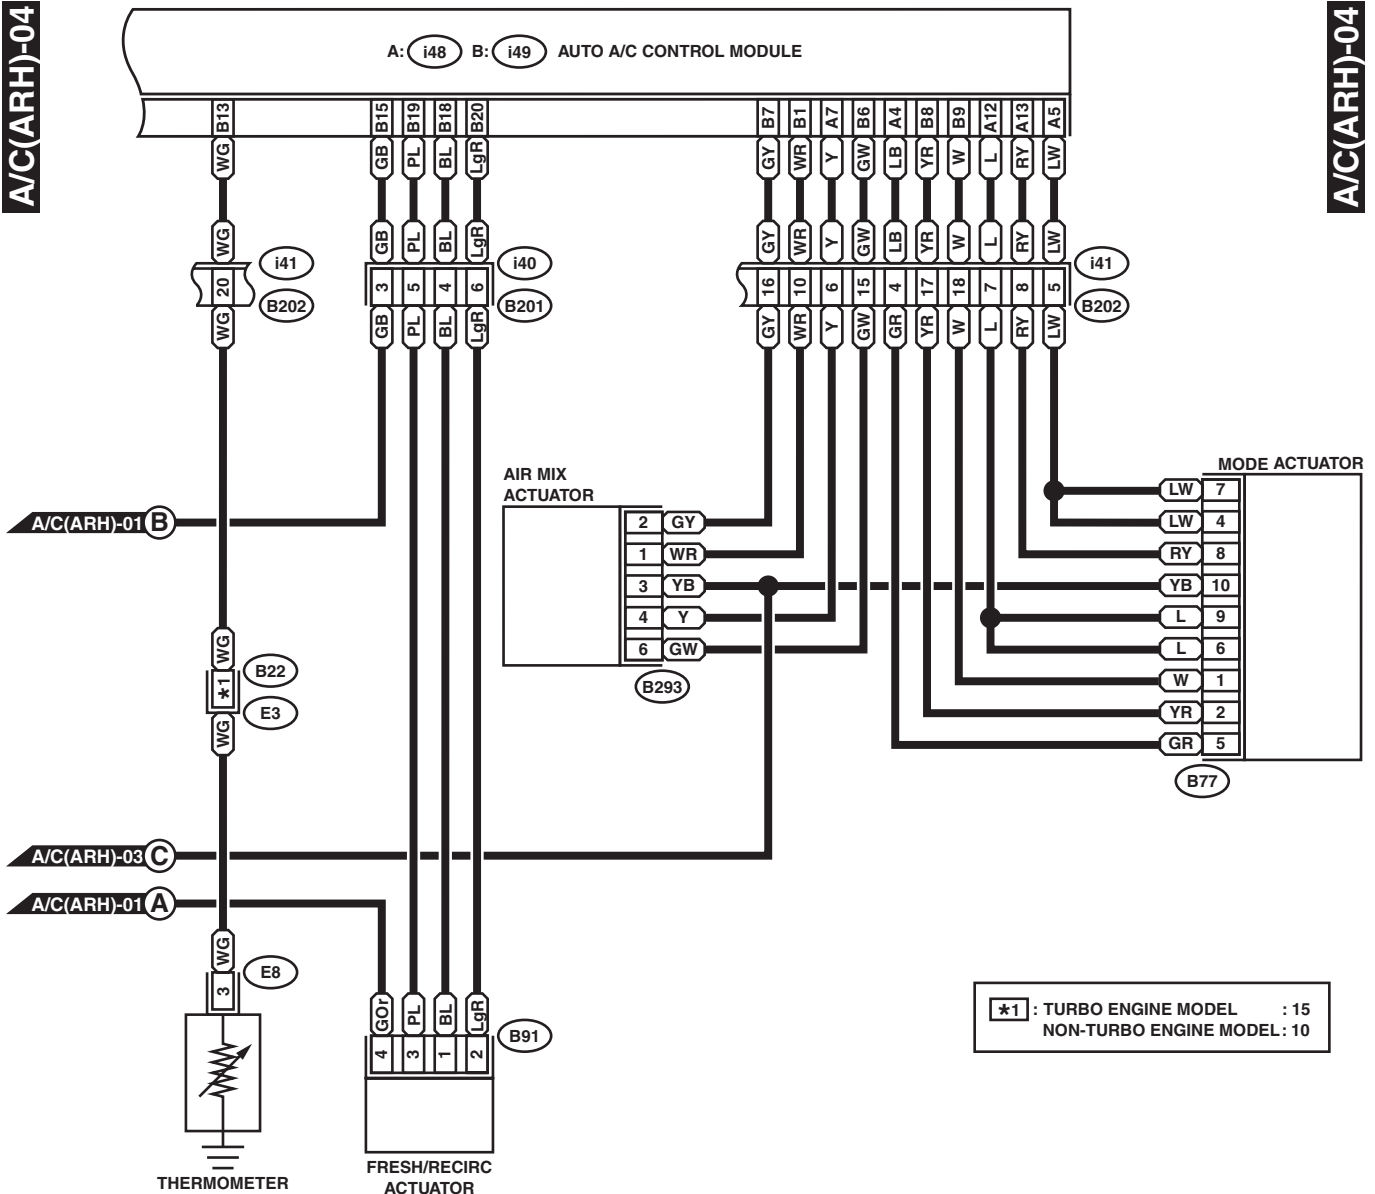 A/C(ARH)-04
A/C(ARH)-04
A: i48 B: i49 AUTO A/C CONTROL MODULE
B13 B15 B19 B18 B20 B7 B1 A7 B6 A4 B8 B9 A12 A13 A5
WG GB PL BL LgR GY WR Y GW LB YR W L RY LW
WG GB PL BL LgR GY WR Y GW LB YR W L RY LW
i41 i40 i41
20 3 5 4 6 16 10 6 15 4 17 18 7 8 5
B202 B201 B202
WG GB PL BL LgR GY WR Y GW GR YR W L RY LW
AIR MIX
ACTUATOR
MODE ACTUATOR
LW 7
A/C(ARH)-01 B
2 GY
LW 4
1 WR
RY 8
3 YB
YB 10
4 Y
L 9
6 GW
L 6
WG
B22
*1
B293
W 1
E3
YR 2
WG
GR 5
B77
A/C(ARH)-03 C
A/C(ARH)-01 A
WG
E8
3
GOr PL BL LgR
B91
4 3 1 2
*1 : TURBO ENGINE MODEL : 15
NON-TURBO ENGINE MODEL : 10
THERMOMETER
FRESH/RECIRC
ACTUATOR